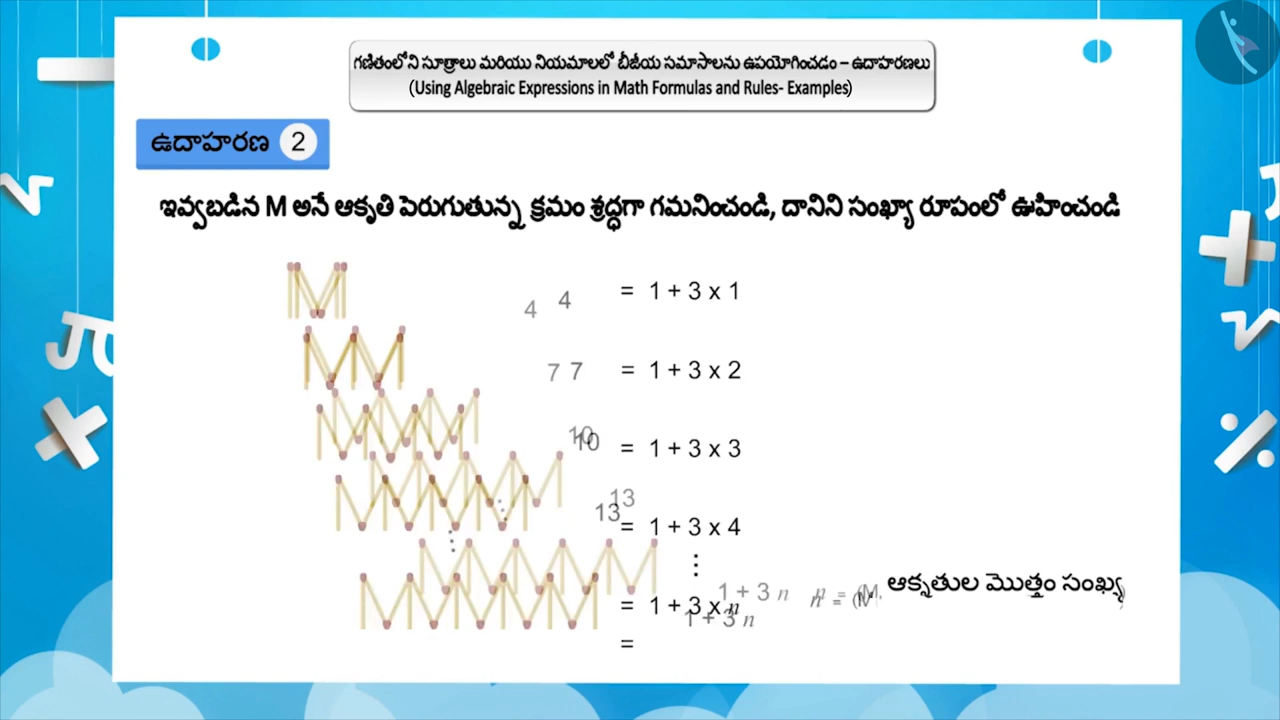 గణితంలోని సూత్రాలు మరియు నియమాలలో బీజీయ సమాసాలను ఉపయోగించడం – ఉదాహరణలు
(Using Algebraic Expressions in Math Formulas and Rules- Examples)
ఉదాహరణ 2
ఇవ్వబడిన M అనే ఆకృతి పెరుగుతున్న క్రమం శ్రద్ధగా గమనించండి, దానిని సంఖ్యా రూపంలో ఊహించండి
4 4 = 1 + 3 x 1
7 7 = 1 + 3 x 2
10 10 = 1 + 3 x 3
13 13 = 1 + 3 x 4
⋮
= 1 + 3 x n 1 + 3 n n = (M ఆకృతుల మొత్తం సంఖ్య)
= 1 + 3 n